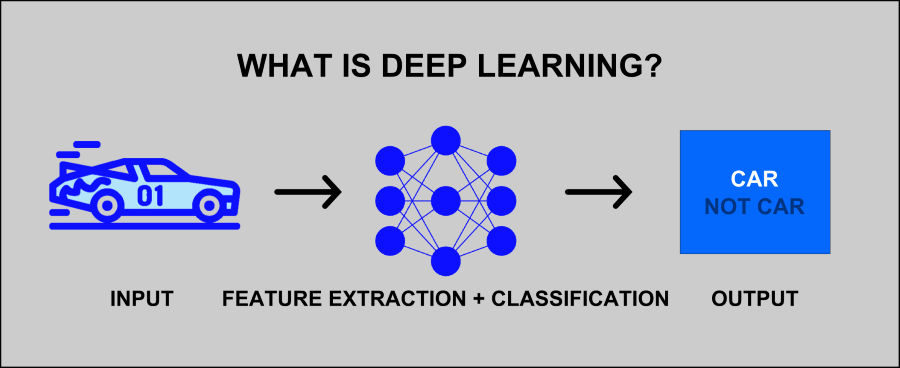 WHAT IS DEEP LEARNING?
01
CAR
NOT CAR
INPUT
FEATURE EXTRACTION + CLASSIFICATION
OUTPUT